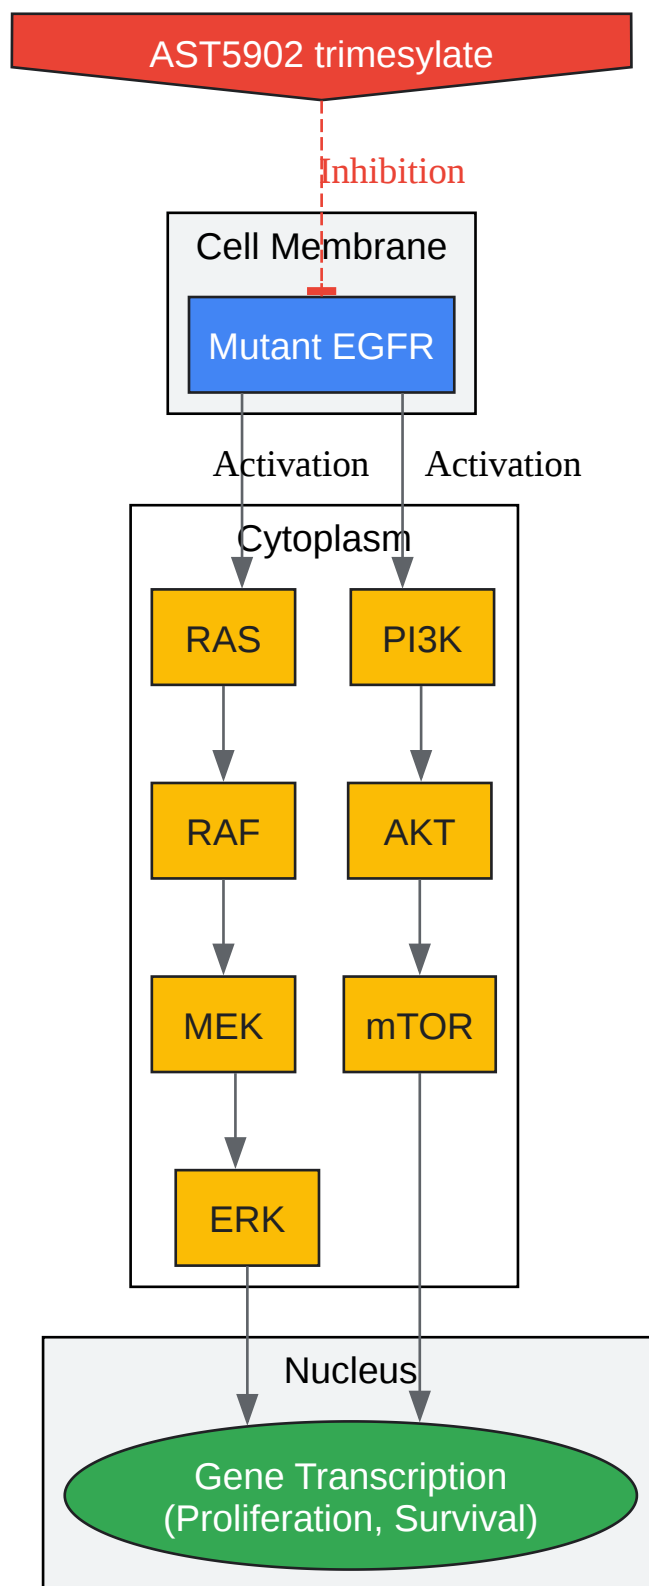 AST5902 trimesylate
Inhibition
Cell Membrane
Mutant EGFR
Activation
Activation
Cytoplasm
RAS
PI3K
RAF
AKT
MEK
mTOR
ERK
Nucleus
Gene Transcription
(Proliferation, Survival)